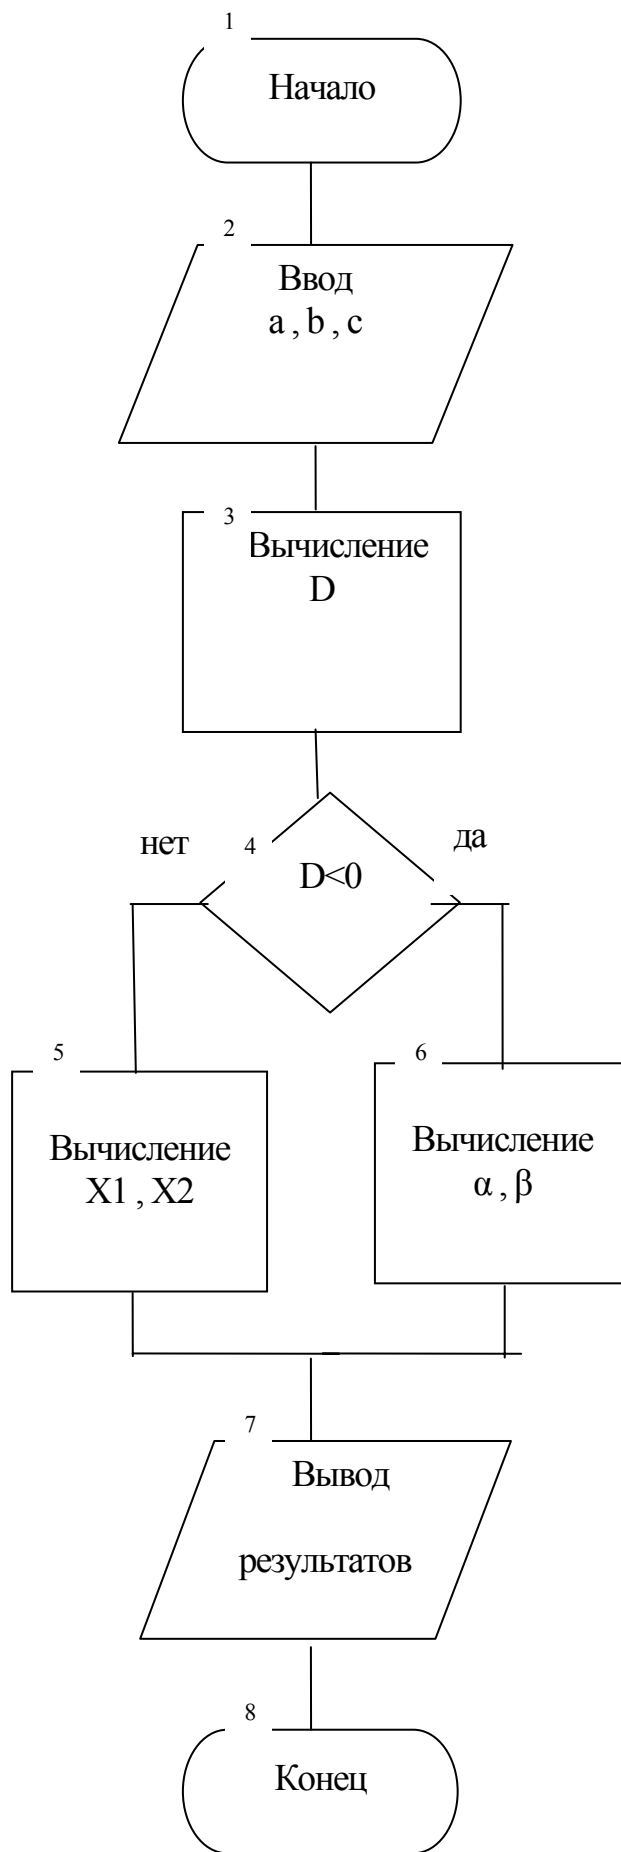 1
Начало
2
Ввод
a , b , c
3
Вычисление
D
нет
4
да
D<0
5
Вычисление
X1 , X2
6
Вычисление
α , β
7
Вывод
результатов
8
Конец